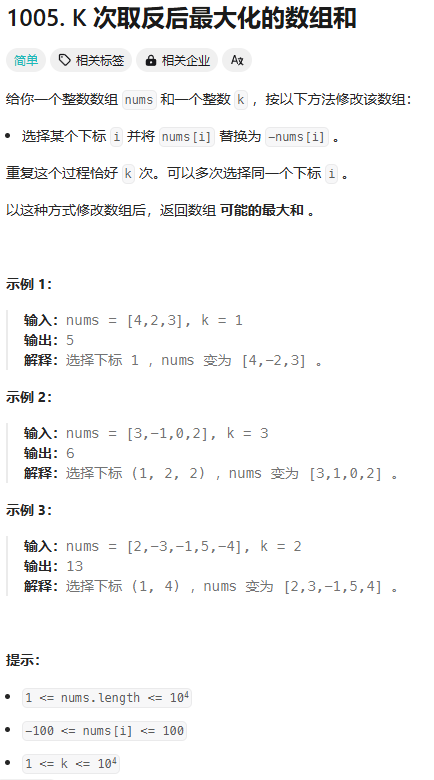 1005. K 次取反后最大化的数组和
简单 相关标签 相关企业 Az
给你一个整数数组 nums 和一个整数 k ，按以下方法修改该数组：
• 选择某个下标 i 并将 nums[i] 替换为 -nums[i] 。
重复这个过程恰好 k 次。可以多次选择同一个下标 i 。
以这种方式修改数组后，返回数组 可能的最大和 。
示例 1：
输入：nums = [4,2,3], k = 1
输出：5
解释：选择下标 1 ，nums 变为 [4,-2,3] 。
示例 2：
输入：nums = [3,-1,0,2], k = 3
输出：6
解释：选择下标 (1, 2, 2) ，nums 变为 [3,1,0,2] 。
示例 3：
输入：nums = [2,-3,-1,5,-4], k = 2
输出：13
解释：选择下标 (1, 4) ，nums 变为 [2,3,-1,5,4] 。
提示：
• 1 <= nums.length <= 10⁴
• -100 <= nums[i] <= 100
• 1 <= k <= 10⁴